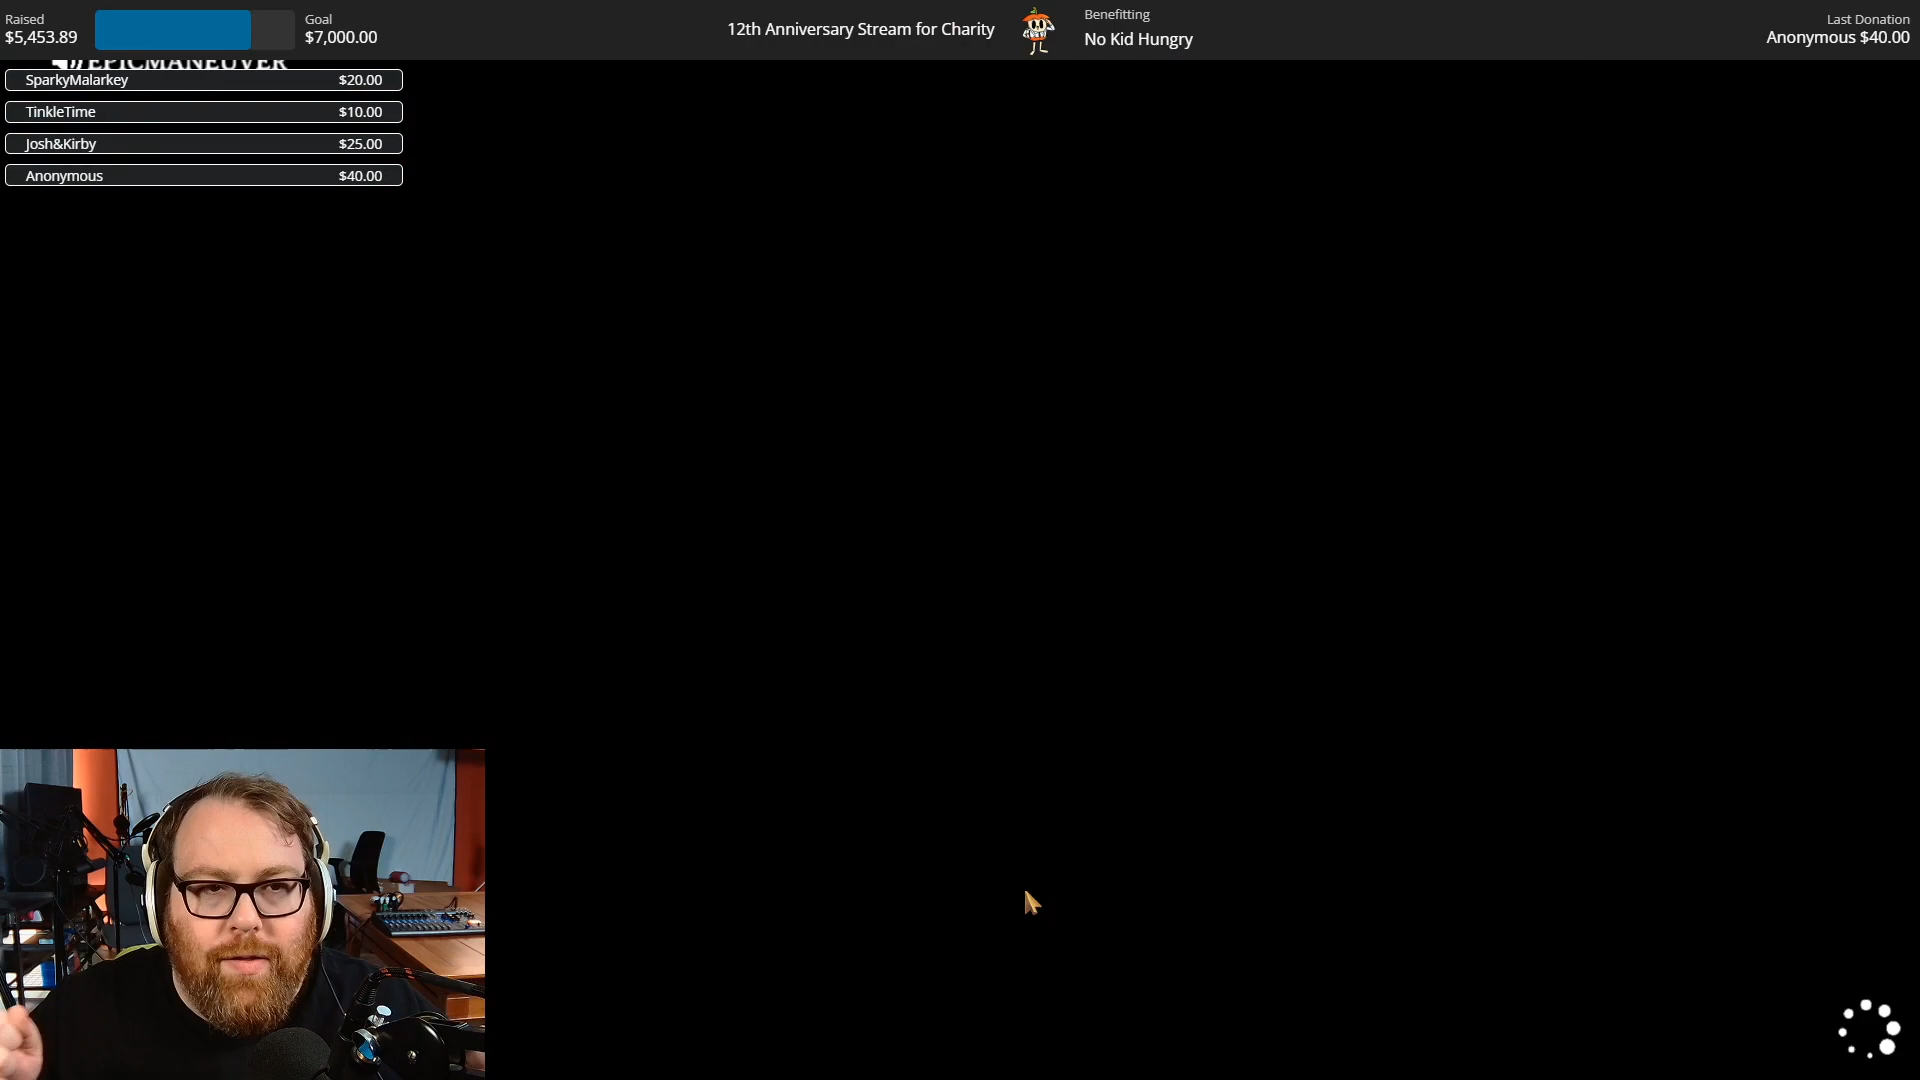 Raised
$5,453.89
Goal
$7,000.00
12th Anniversary Stream for Charity
Benefitting
No Kid Hungry
Last Donation
Anonymous $40.00
EPICMANEUVER
SparkyMalarkey $20.00
TinkleTime $10.00
Josh&Kirby $25.00
Anonymous $40.00